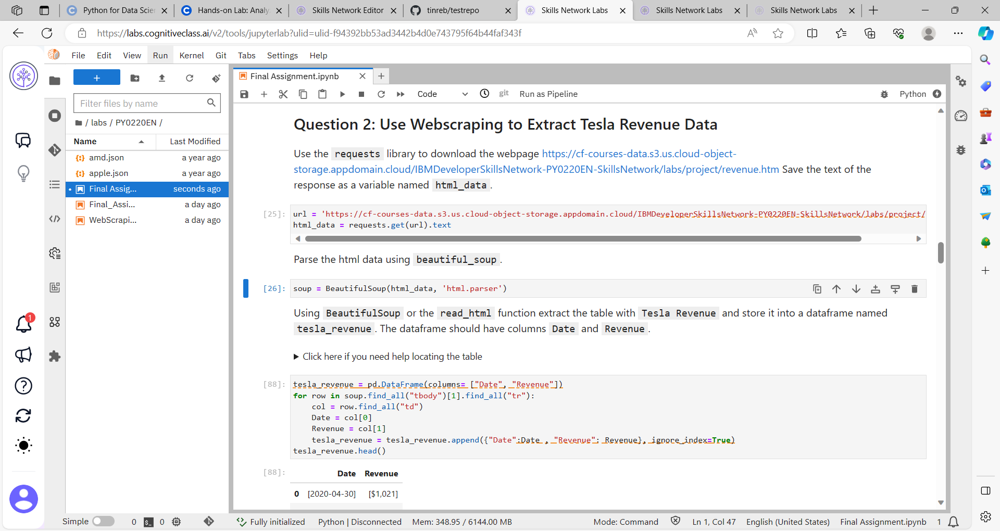 Python for Data Scien
Hands-on Lab: Analy
Skills Network Editor
tinreb/testrepo
Skills Network Labs
Skills Network Labs
Skills Network Labs
https://labs.cognitiveclass.ai/v2/tools/jupyterlab?ulid=ulid-f94392bb53ad3442b4d0e743795f64b44faf343f
File Edit View Run Kernel Git Tabs Settings Help
Final Assignment.ipynb
Code
git
Run as Pipeline
Python
Filter files by name
/ labs / PY0220EN /
Name Last Modified
amd.json a year ago
apple.json a year ago
Final Assig... seconds ago
Final_Assi... a day ago
WebScrapi... a day ago
Question 2: Use Webscraping to Extract Tesla Revenue Data
Use the requests library to download the webpage https://cf-courses-data.s3.us.cloud-object-
storage.appdomain.cloud/IBMDeveloperSkillsNetwork-PY0220EN-SkillsNetwork/labs/project/revenue.htm Save the text of the
response as a variable named html_data.
[25]: url = 'https://cf-courses-data.s3.us.cloud-object-storage.appdomain.cloud/IBMDeveloperSkillsNetwork-PY0220EN-SkillsNetwork/labs/project/
html_data = requests.get(url).text
Parse the html data using beautiful_soup.
[26]: soup = BeautifulSoup(html_data, 'html.parser')
Using BeautifulSoup or the read_html function extract the table with Tesla Revenue and store it into a dataframe named
tesla_revenue. The dataframe should have columns Date and Revenue.
Click here if you need help locating the table
[88]: tesla_revenue = pd.DataFrame(columns= ["Date", "Revenue"])
for row in soup.find_all("tbody")[1].find_all("tr"):
col = row.find_all("td")
Date = col[0]
Revenue = col[1]
tesla_revenue = tesla_revenue.append({"Date":Date , "Revenue": Revenue}, ignore_index=True)
tesla_revenue.head()
[88]: Date Revenue
0 [2020-04-30] [$1,021]
1
Simple 0 0 Fully initialized Python | Disconnected Mem: 348.95 / 6144.00 MB Mode: Command Ln 1, Col 47 English (United States) Final Assignment.ipynb 1